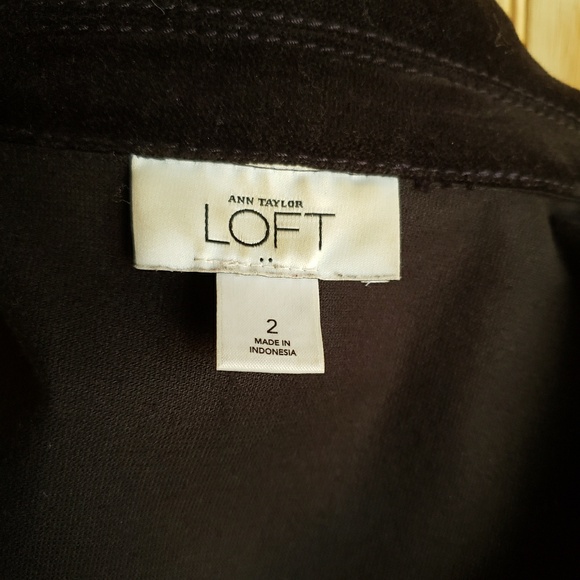 ANN TAYLOR
LOFT
2
MADE IN
INDONESIA